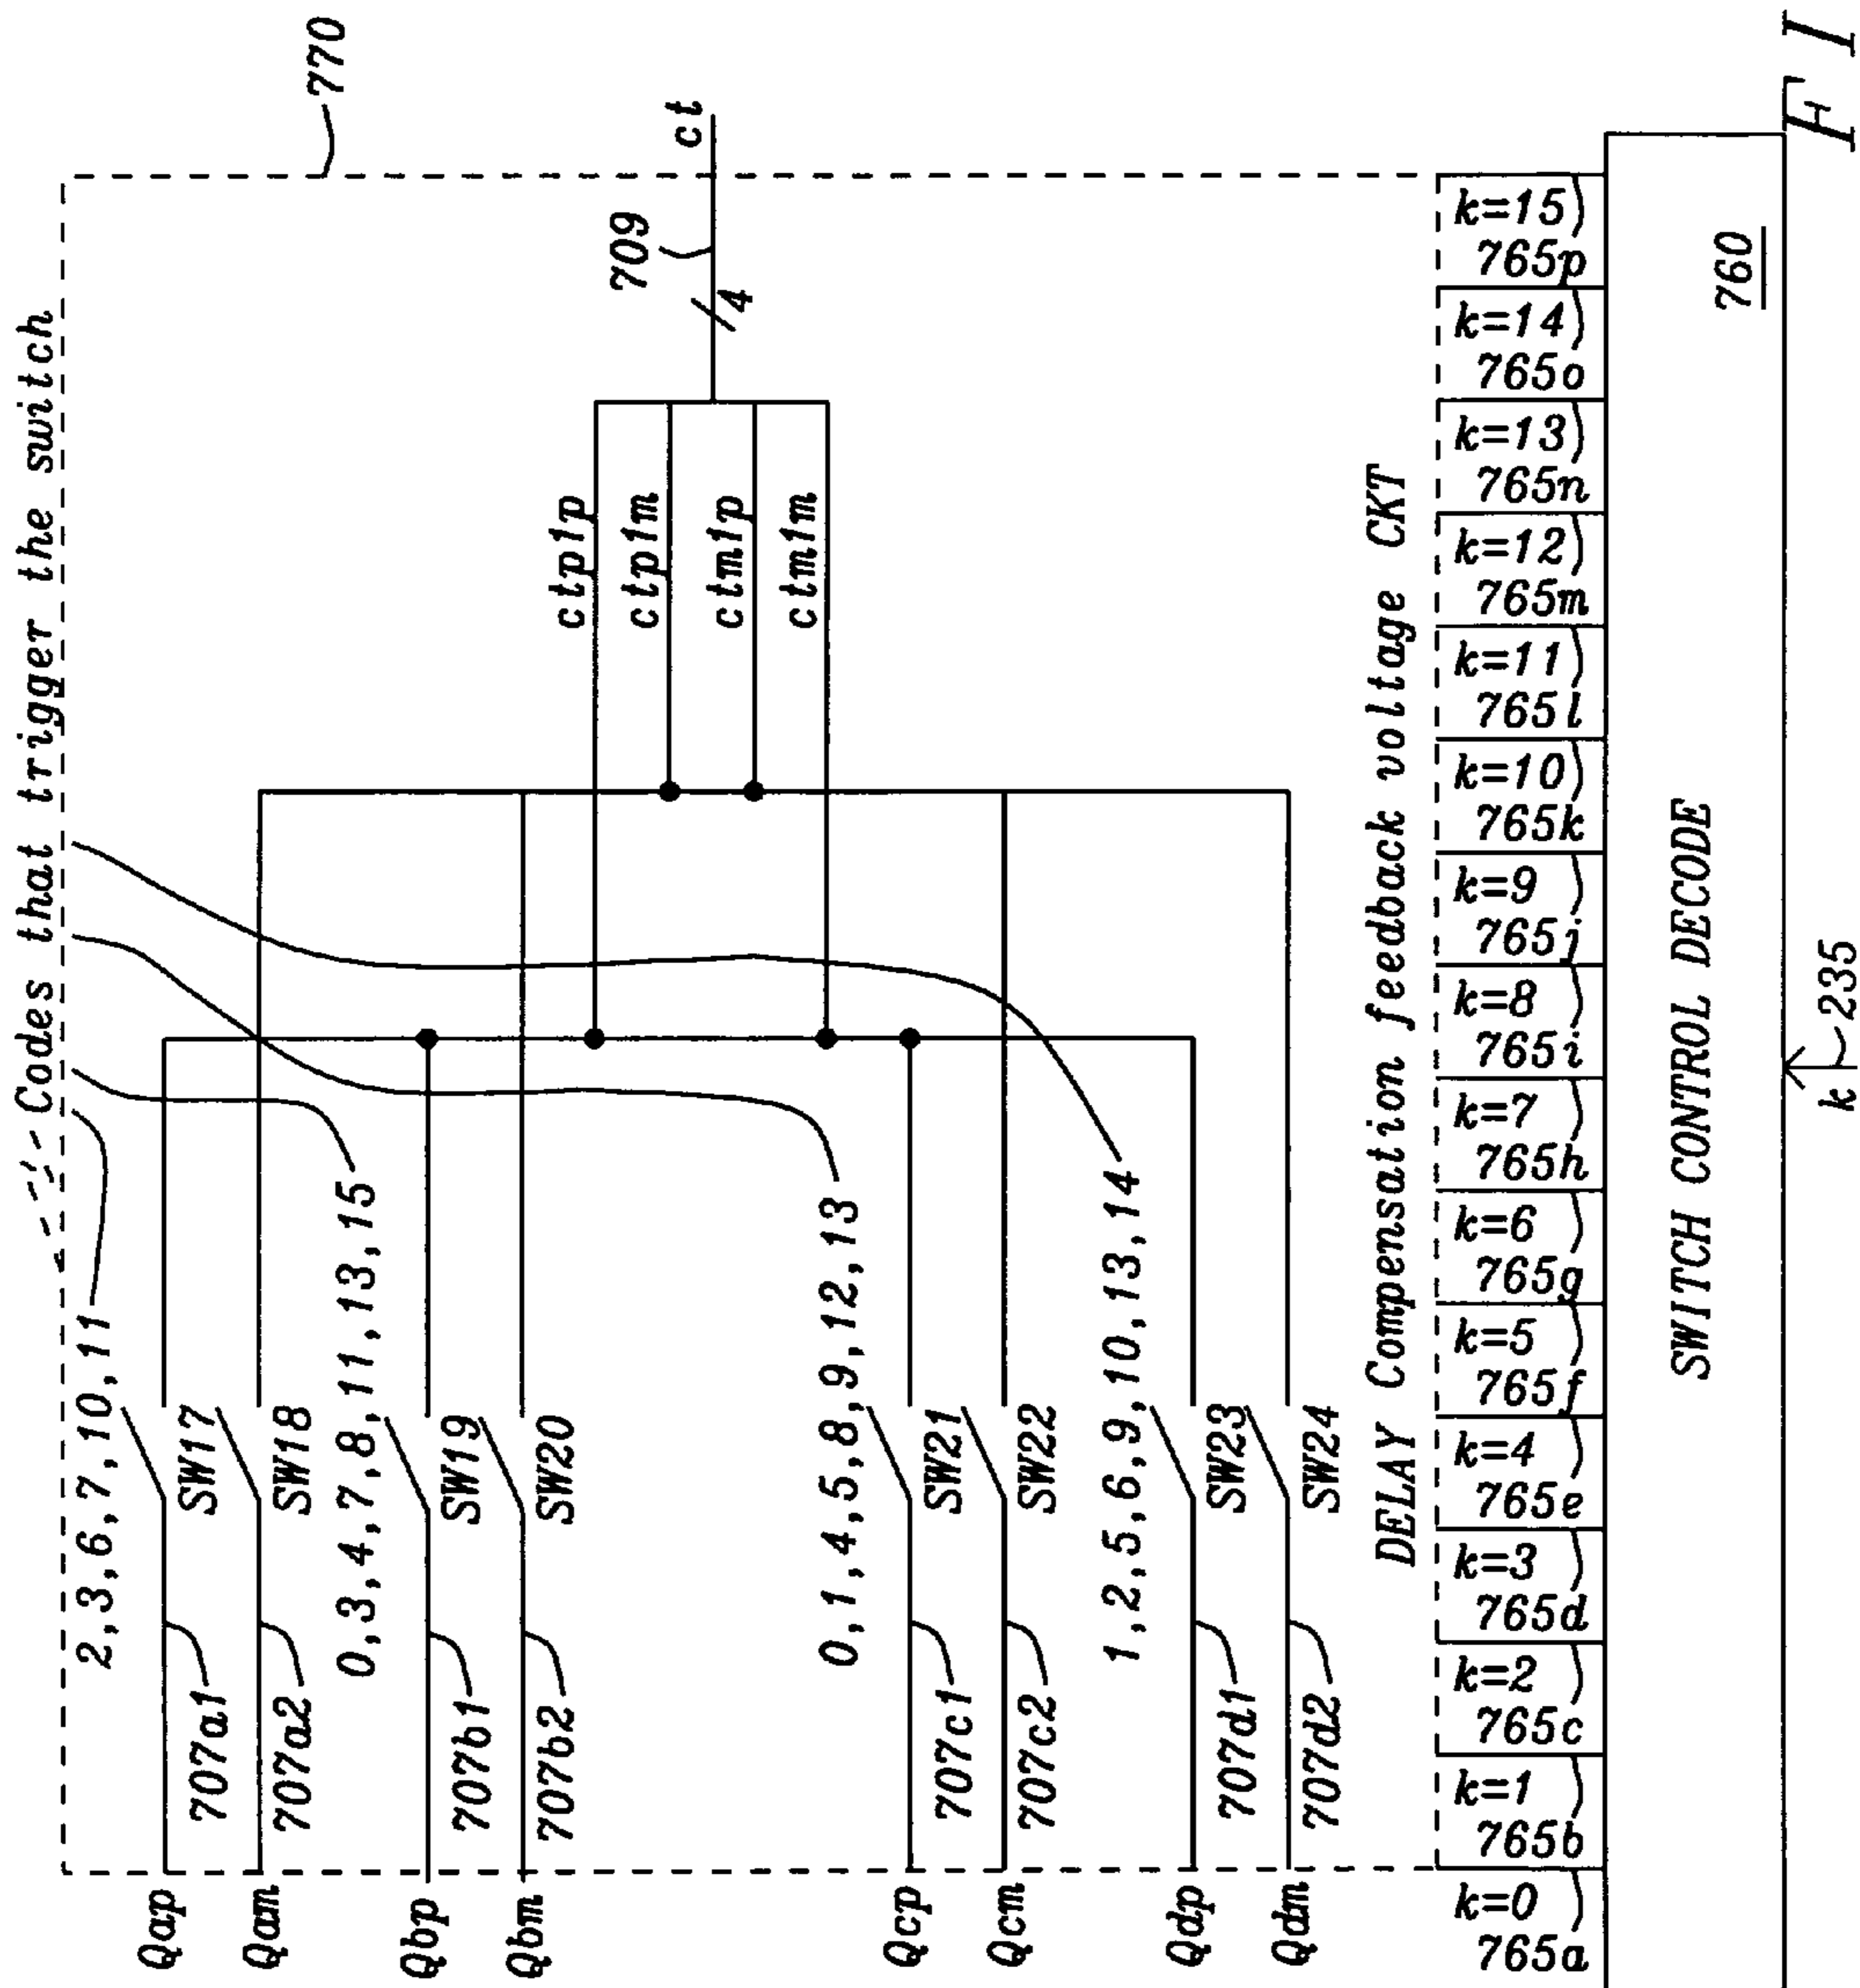 Codes that trigger the switch
770
Qap
707a1
SW17
2,3,6,7,10,11
Qam
707a2
SW18
Qbp
707b1
SW19
0,3,4,7,8,11,13,15
Qbm
707b2
SW20
Qcp
707c1
SW21
0,1,4,5,8,9,12,13
Qcm
707c2
SW22
Qdp
707d1
SW23
1,2,5,6,9,10,13,14
Qdm
707d2
SW24
ctp1p
ctp1m
ctm1p
ctm1m
709
4
ct
DELAY Compensation feedback voltage CKT
k=0 k=1 k=2 k=3 k=4 k=5 k=6 k=7 k=8 k=9 k=10 k=11 k=12 k=13 k=14 k=15
765a 765b 765c 765d 765e 765f 765g 765h 765i 765j 765k 765l 765m 765n 765o 765p
SWITCH CONTROL DECODE
760
k
235
F I